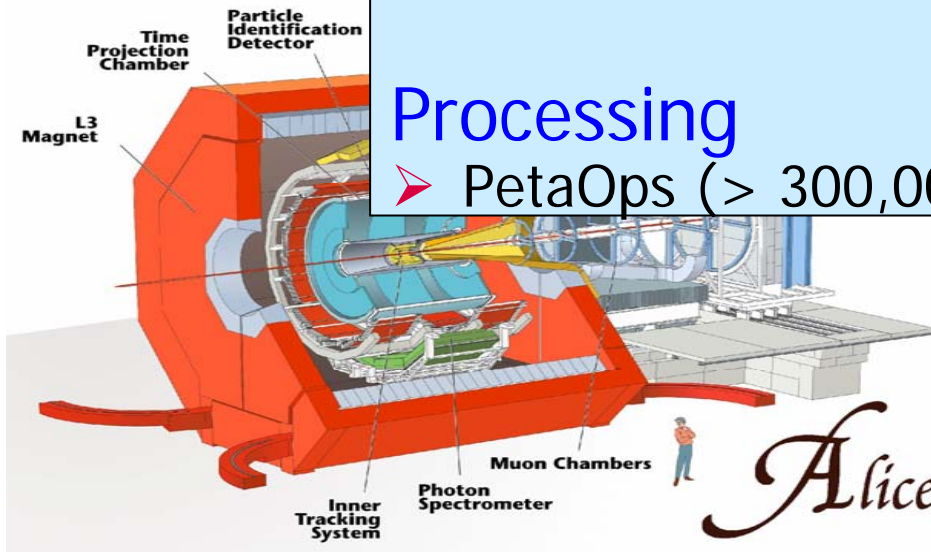 Particle
Identification
Detector
Time
Projection
Chamber
L3
Magnet
Processing
➢ PetaOps (> 300,00
Muon Chambers
Photon
Spectrometer
Inner
Tracking
System
Alice